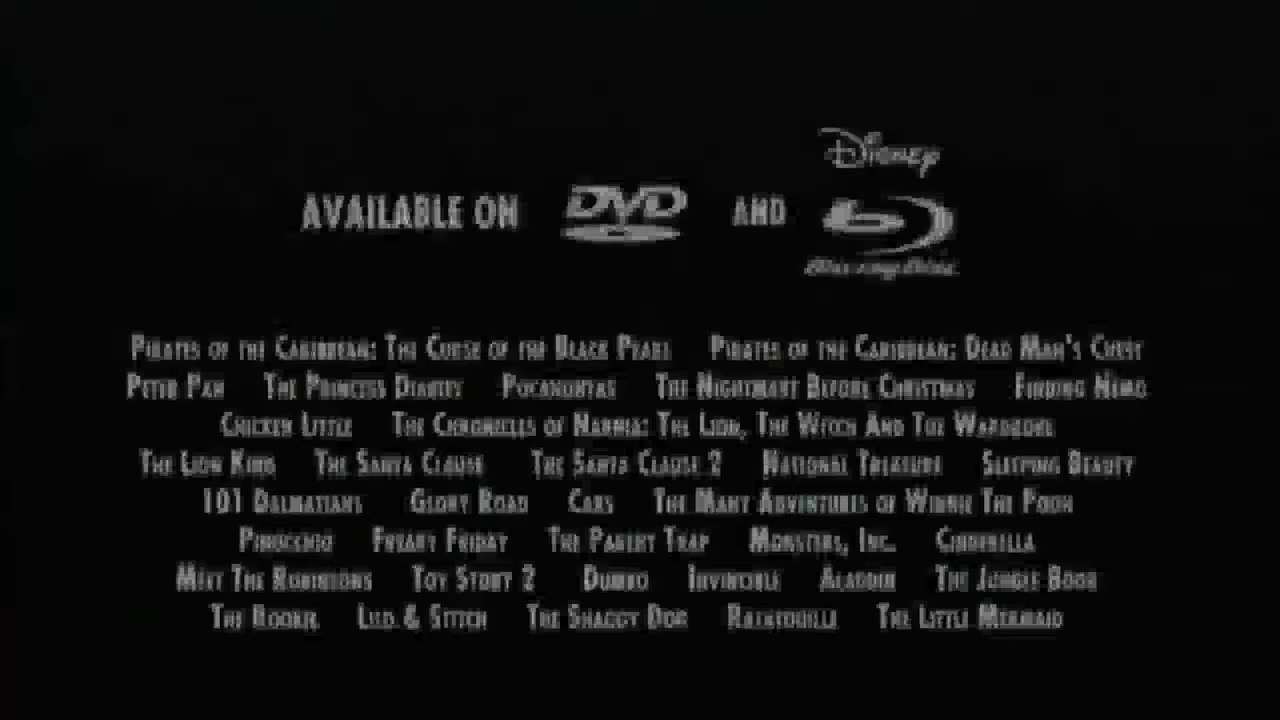 Disney
AVAILABLE ON DVD AND Blu-ray Disc
Pirates of the Caribbean: The Curse of the Black Pearl Pirates of the Caribbean: Dead Man's Chest
Peter Pan The Princess Diaries Pocahontas The Nightmare Before Christmas Finding Nemo
Chicken Little The Chronicles of Narnia: The Lion, The Witch And The Wardrobe
The Lion King The Santa Clause The Santa Clause 2 National Treasure Sleeping Beauty
101 Dalmatians Glory Road Cars The Many Adventures of Winnie The Pooh
Pinocchio Freaky Friday The Parent Trap Monsters, Inc. Cinderella
Meet The Robinsons Toy Story 2 Dumbo Invincible Aladdin The Jungle Book
The Rookie Lilo & Stitch The Shaggy Dog Ratatouille The Little Mermaid